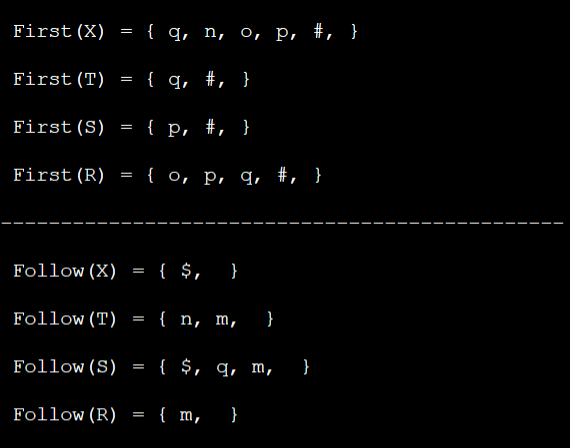 First(X) = { q, n, o, p, #, }
First(T) = { q, #, }
First(S) = { p, #, }
First(R) = { o, p, q, #, }
-----------------------------------------------
Follow(X) = { $,  }
Follow(T) = { n, m,  }
Follow(S) = { $, q, m,  }
Follow(R) = { m,  }